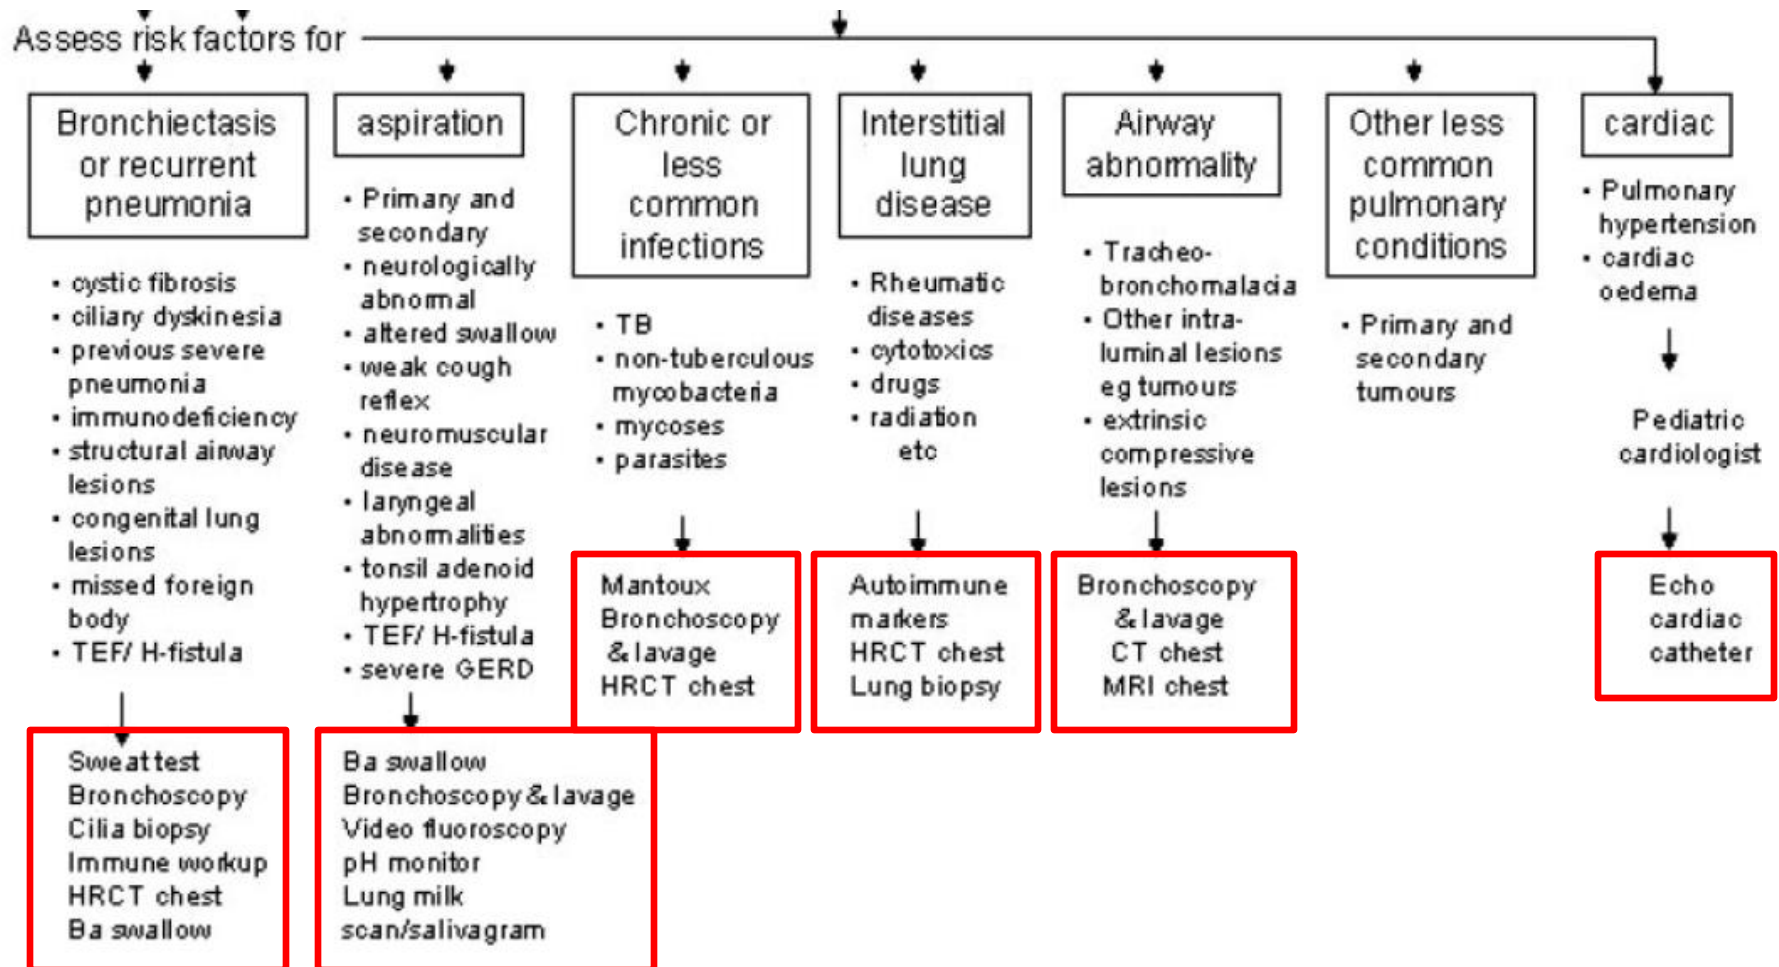 Assess risk factors for
Bronchiectasis
or recurrent
pneumonia
• cystic fibrosis
• ciliary dyskinesia
• previous severe
pneumonia
• immunodeficiency
• structural airway
lesions
• congenital lung
lesions
• missed foreign
body
• TEF/ H-fistula
Sweat test
Bronchoscopy
Cilia biopsy
Immune workup
HRCT chest
Ba swallow
aspiration
• Primary and
secondary
• neurologically
abnormal
• altered swallow
• weak cough
reflex
• neuromuscular
disease
• laryngeal
abnormalities
• tonsil adenoid
hypertrophy
• TEF/ H-fistula
• severe GERD
Ba swallow
Bronchoscopy & lavage
Video fluoroscopy
pH monitor
Lung milk
scan/salivagram
Chronic or
less
common
infections
• TB
• non-tuberculous
mycobacteria
• mycoses
• parasites
Mantoux
Bronchoscopy
& lavage
HRCT chest
Interstitial
lung
disease
• Rheumatic
diseases
• cytotoxics
• drugs
• radiation
etc
Autoimmune
markers
HRCT chest
Lung biopsy
Airway
abnormality
• Tracheo-
bronchomalacia
• Other intra-
luminal lesions
eg tumours
• extrinsic
compressive
lesions
Bronchoscopy
& lavage
CT chest
MRI chest
Other less
common
pulmonary
conditions
• Primary and
secondary
tumours
cardiac
• Pulmonary
hypertension
• cardiac
oedema
Pediatric
cardiologist
Echo
cardiac
catheter